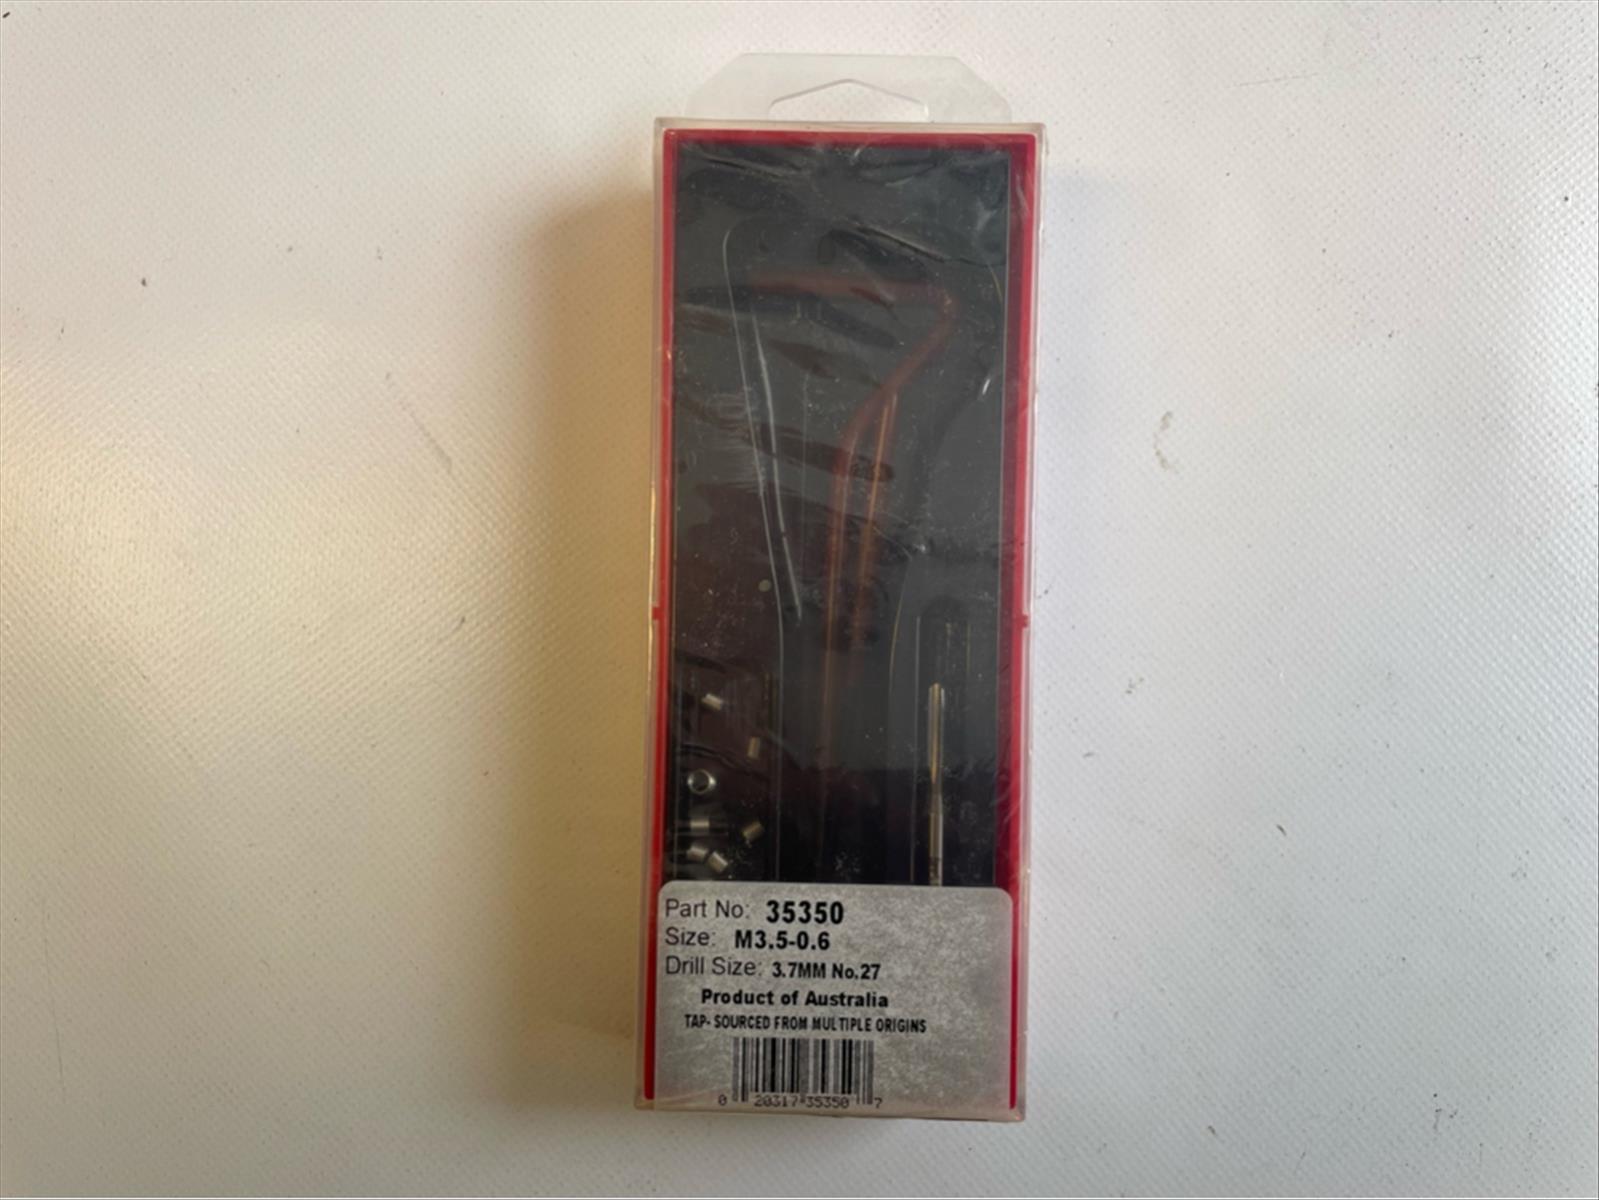 Part No: 35350
Size: M3.5-0.6
Drill Size: 3.7MM No.27
Product of Australia
TAP- SOURCED FROM MULTIPLE ORIGINS
0 20317 35350 7